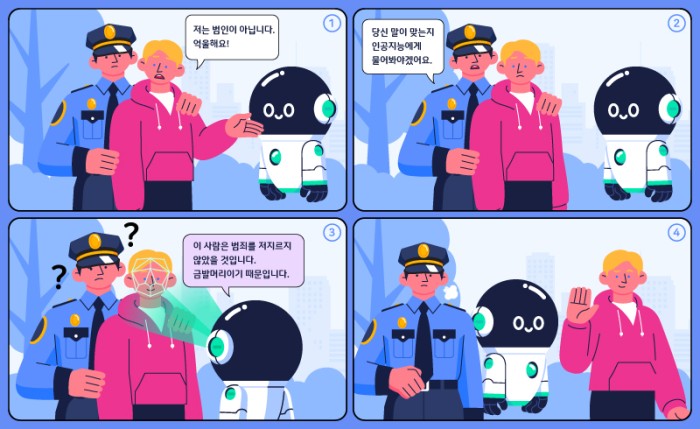 저는 범인이 아닙니다.
억울해요!
1
당신 말이 맞는지
인공지능에게
물어봐야겠어요.
2
이 사람은 범죄를 저지르지
않았을 것입니다.
금발머리이기 때문입니다.
3
?
?
4